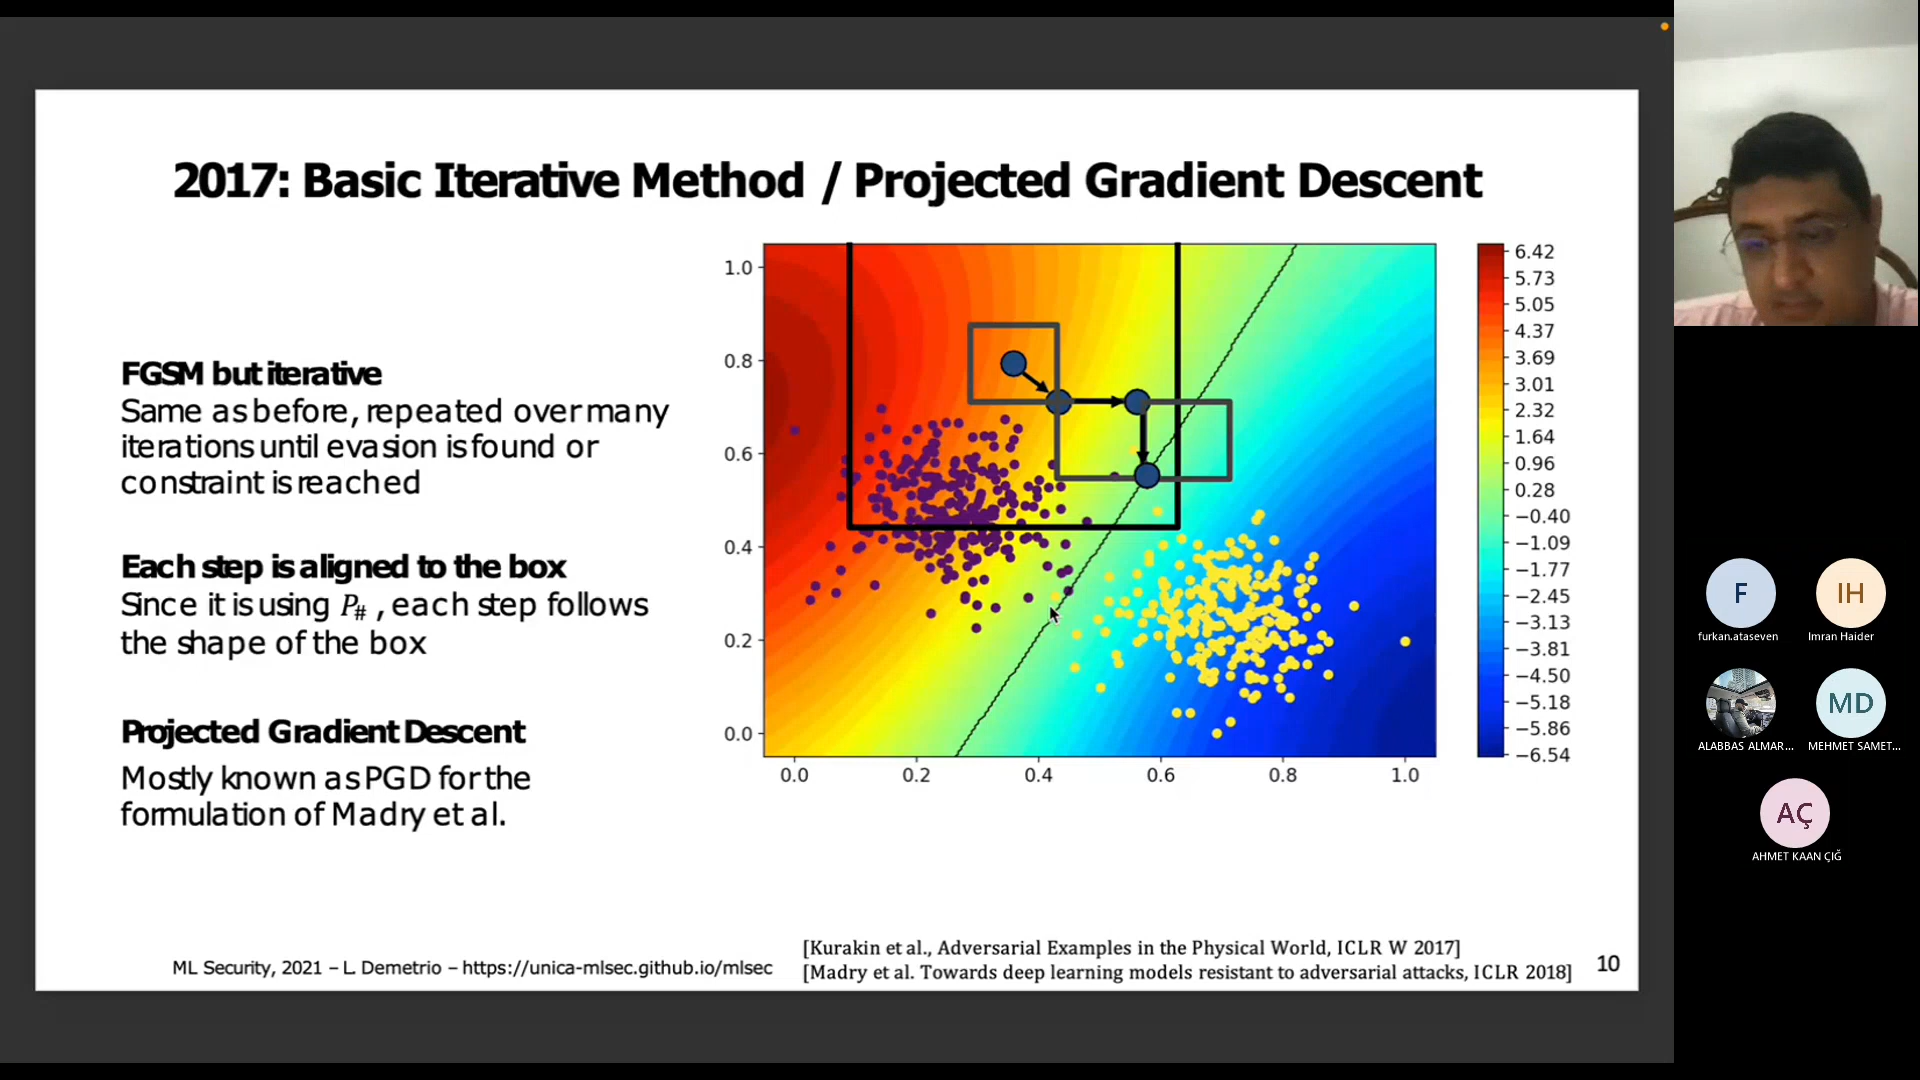 2017: Basic Iterative Method / Projected Gradient Descent
FGSM but iterative
Same as before, repeated over many
iterations until evasion is found or
constraint is reached
Each step is aligned to the box
Since it is using P# , each step follows
the shape of the box
Projected Gradient Descent
Mostly known as PGD for the
formulation of Madry et al.
1.0
0.8
0.6
0.4
0.2
0.0
0.0 0.2 0.4 0.6 0.8 1.0
6.42
5.73
5.05
4.37
3.69
3.01
2.32
1.64
0.96
0.28
−0.40
−1.09
−1.77
−2.45
−3.13
−3.81
−4.50
−5.18
−5.86
−6.54
ML Security, 2021 – L. Demetrio – https://unica-mlsec.github.io/mlsec
[Kurakin et al., Adversarial Examples in the Physical World, ICLR W 2017]
[Madry et al. Towards deep learning models resistant to adversarial attacks, ICLR 2018]
10
F IH
furkan.ataseven Imran Haider
MD
ALABBAS ALMAR... MEHMET SAMET...
AÇ
AHMET KAAN ÇIĞ